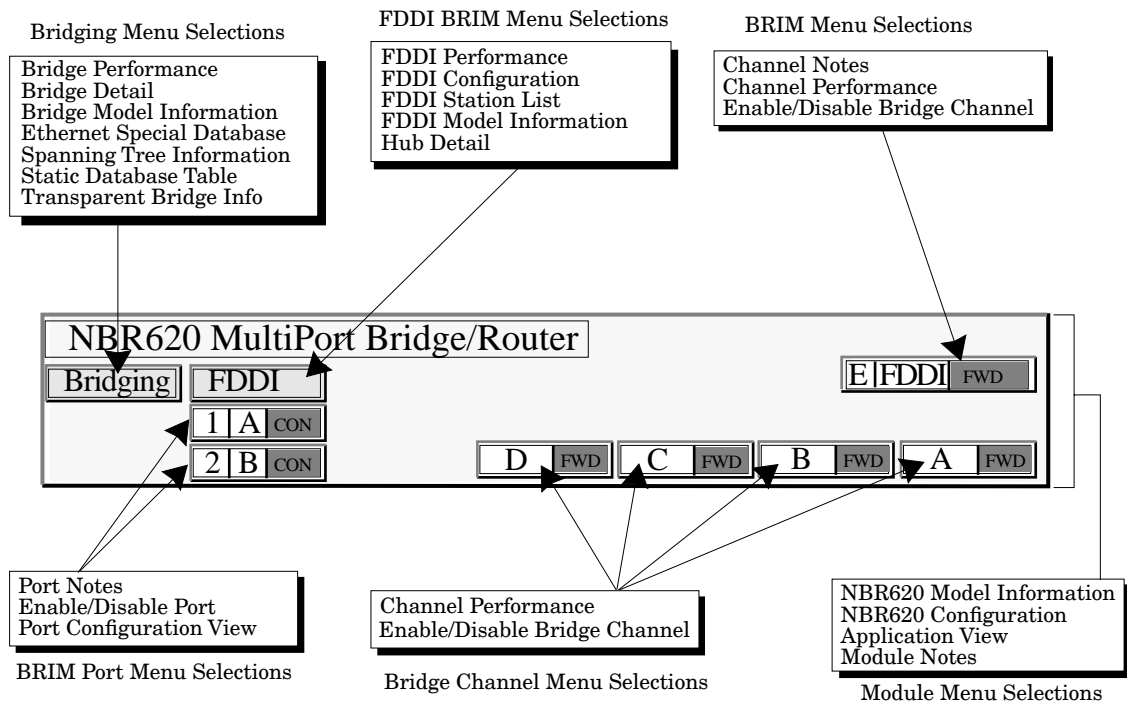 Bridging Menu Selections
Bridge Performance
Bridge Detail
Bridge Model Information
Ethernet Special Database
Spanning Tree Information
Static Database Table
Transparent Bridge Info
FDDI BRIM Menu Selections
FDDI Performance
FDDI Configuration
FDDI Station List
FDDI Model Information
Hub Detail
BRIM Menu Selections
Channel Notes
Channel Performance
Enable/Disable Bridge Channel
NBR620 MultiPort Bridge/Router
Bridging
FDDI
E FDDI FWD
1 A CON
2 B CON
D FWD
C FWD
B FWD
A FWD
Port Notes
Enable/Disable Port
Port Configuration View
BRIM Port Menu Selections
Channel Performance
Enable/Disable Bridge Channel
Bridge Channel Menu Selections
NBR620 Model Information
NBR620 Configuration
Application View
Module Notes
Module Menu Selections